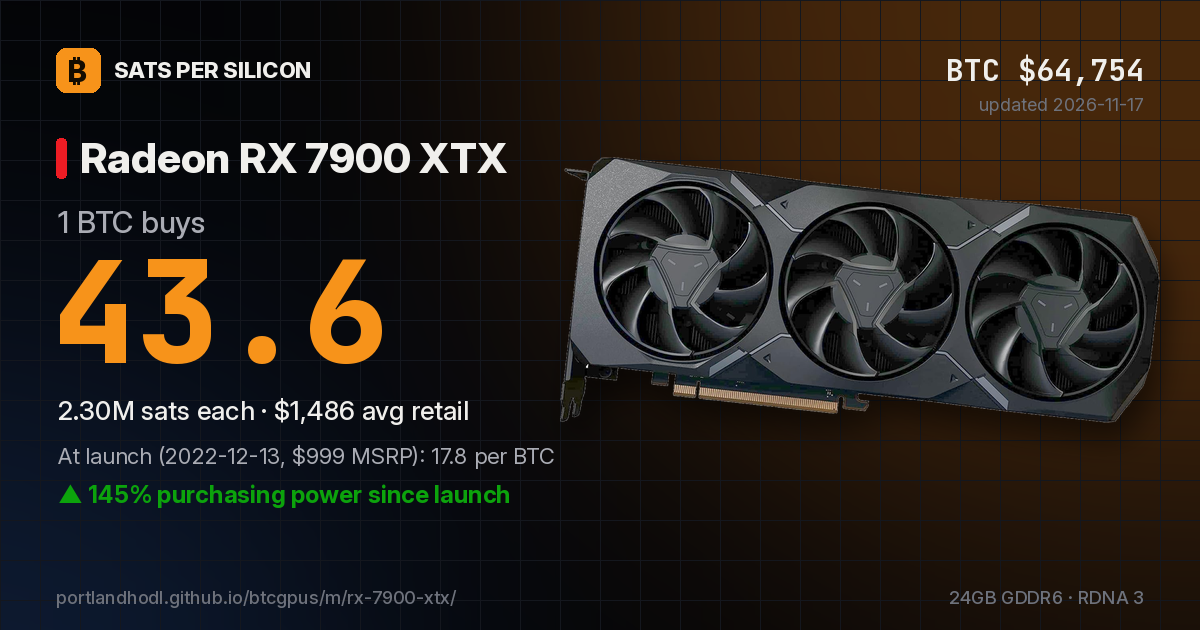 ₿ SATS PER SILICON
BTC $64,754
updated 2026-11-17
Radeon RX 7900 XTX
1 BTC buys
43.6
2.30M sats each · $1,486 avg retail
At launch (2022-12-13, $999 MSRP): 17.8 per BTC
▲ 145% purchasing power since launch
portlandhodl.github.io/btcgpus/m/rx-7900-xtx/
24GB GDDR6 · RDNA 3